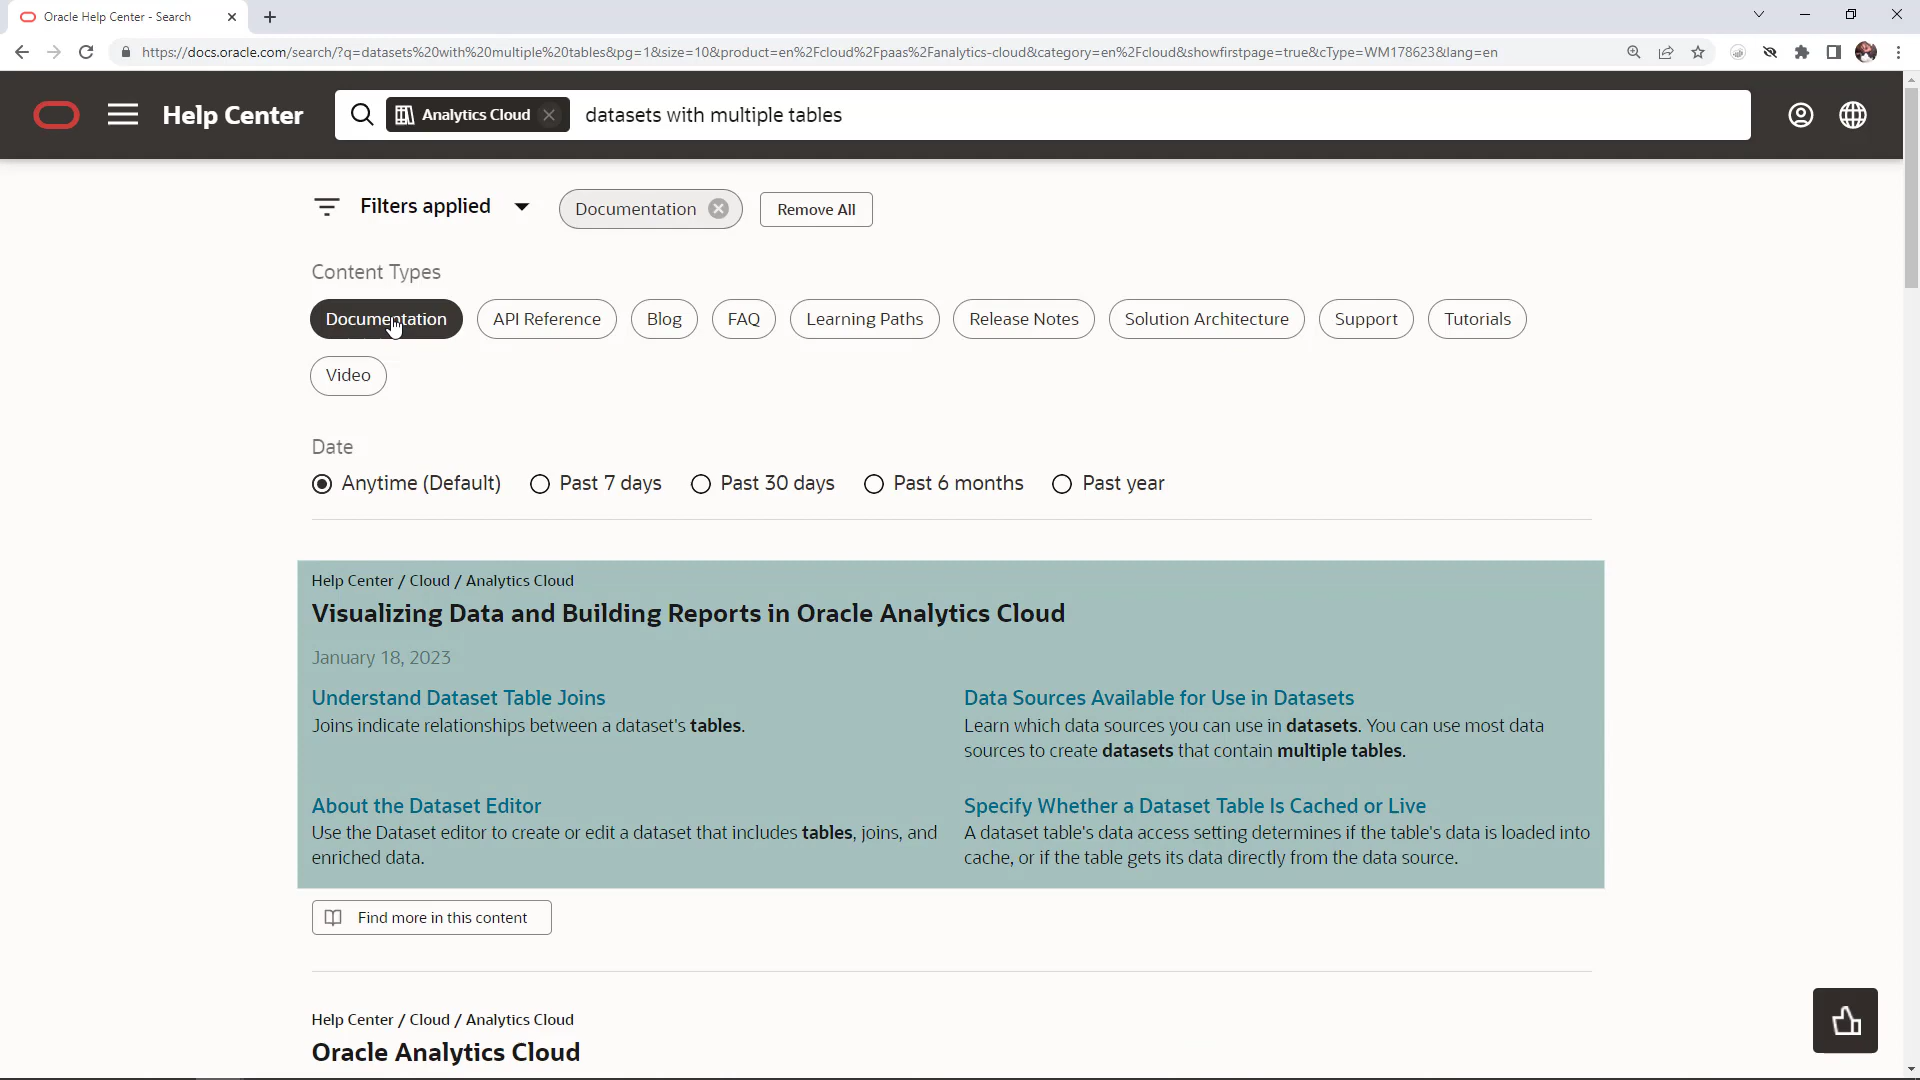 Oracle Help Center - Search
https://docs.oracle.com/search/?q=datasets%20with%20multiple%20tables&pg=1&size=10&product=en%2Fcloud%2Fpaas%2Fanalytics-cloud&category=en%2Fcloud&showfirstpage=true&cType=WM178623&lang=en
Help Center
Analytics Cloud
datasets with multiple tables
Filters applied
Documentation
Remove All
Content Types
Documentation
API Reference
Blog
FAQ
Learning Paths
Release Notes
Solution Architecture
Support
Tutorials
Video
Date
Anytime (Default)
Past 7 days
Past 30 days
Past 6 months
Past year
Help Center / Cloud / Analytics Cloud
Visualizing Data and Building Reports in Oracle Analytics Cloud
January 18, 2023
Understand Dataset Table Joins
Joins indicate relationships between a dataset's tables.
Data Sources Available for Use in Datasets
Learn which data sources you can use in datasets. You can use most data
sources to create datasets that contain multiple tables.
About the Dataset Editor
Use the Dataset editor to create or edit a dataset that includes tables, joins, and
enriched data.
Specify Whether a Dataset Table Is Cached or Live
A dataset table's data access setting determines if the table's data is loaded into
cache, or if the table gets its data directly from the data source.
Find more in this content
Help Center / Cloud / Analytics Cloud
Oracle Analytics Cloud